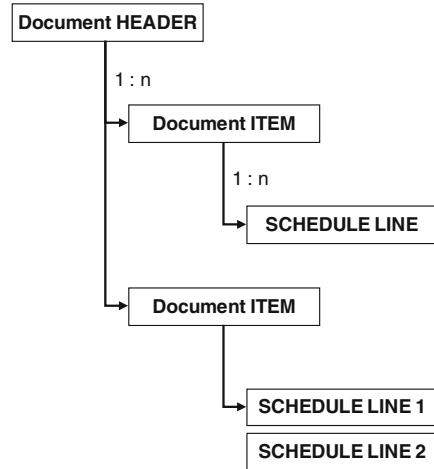 Document HEADER
1 : n
Document ITEM
1 : n
SCHEDULE LINE
Document ITEM
SCHEDULE LINE 1
SCHEDULE LINE 2